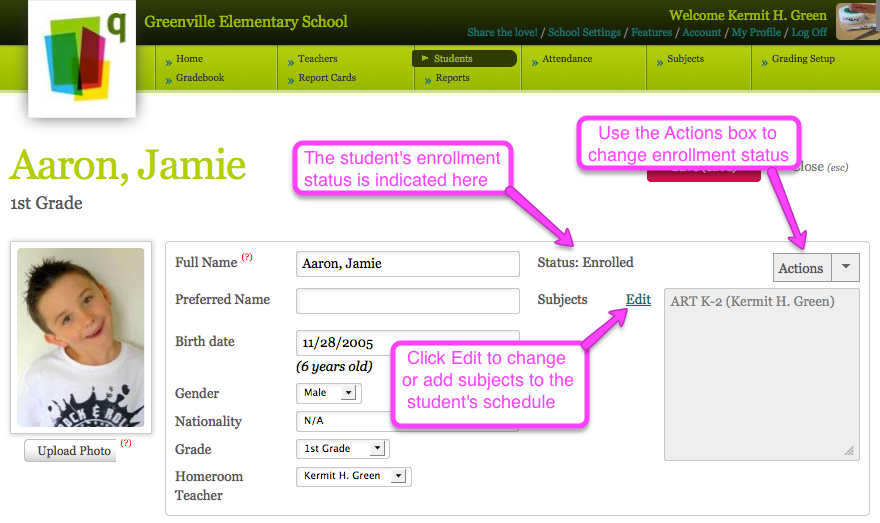 q
Greenville Elementary School
Welcome Kermit H. Green
Share the love! / School Settings / Features / Account / My Profile / Log Off
» Home
» Teachers
Students
» Attendance
» Subjects
» Grading Setup
» Gradebook
» Report Cards
» Reports
Aaron, Jamie
1st Grade
The student's enrollment
status is indicated here
Use the Actions box to
change enrollment status
Close (esc)
Full Name (?)
Aaron, Jamie
Status: Enrolled
Actions
Preferred Name
Subjects
Edit
ART K-2 (Kermit H. Green)
Birth date
11/28/2005
(6 years old)
Click Edit to change
or add subjects to the
student's schedule
Gender
Male
Nationality
N/A
Grade
1st Grade
Homeroom
Teacher
Kermit H. Green
Upload Photo (?)
ROCK & ROLL